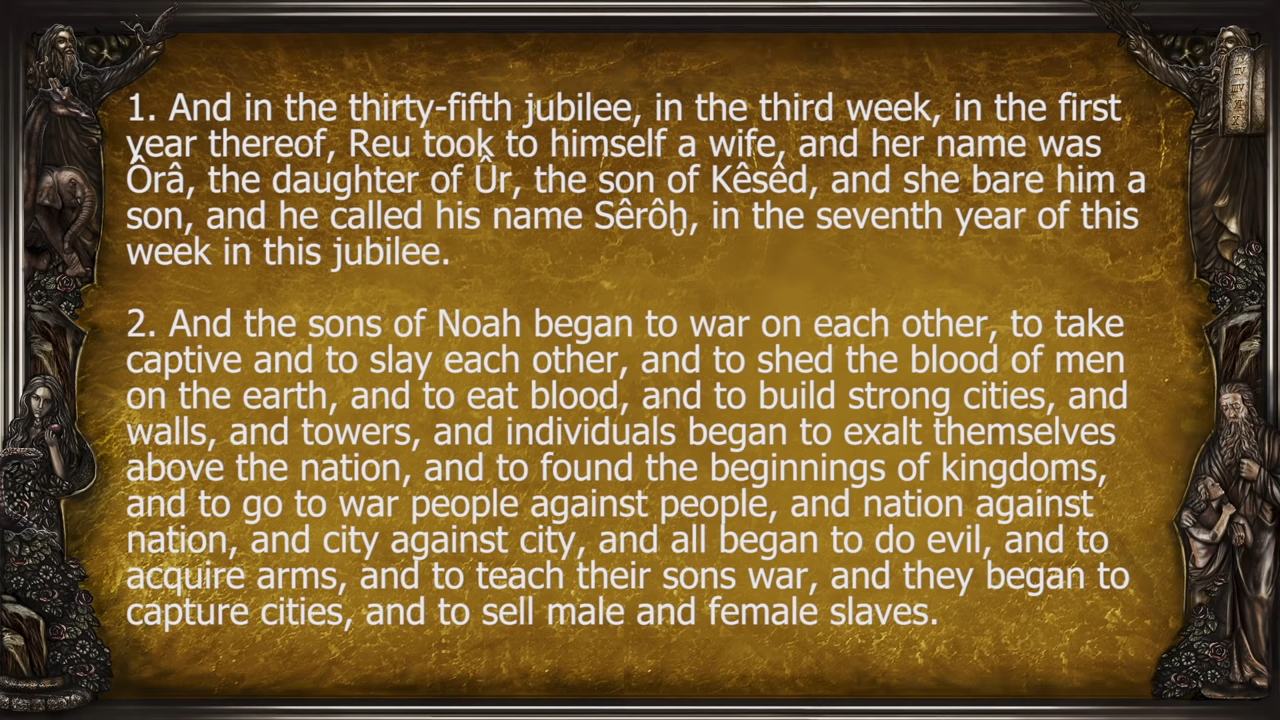 1. And in the thirty-fifth jubilee, in the third week, in the first
year thereof, Reu took to himself a wife, and her name was
Ôrâ, the daughter of Ûr, the son of Kêsêd, and she bare him a
son, and he called his name Sêrôḫ, in the seventh year of this
week in this jubilee.
2. And the sons of Noah began to war on each other, to take
captive and to slay each other, and to shed the blood of men
on the earth, and to eat blood, and to build strong cities, and
walls, and towers, and individuals began to exalt themselves
above the nation, and to found the beginnings of kingdoms,
and to go to war people against people, and nation against
nation, and city against city, and all began to do evil, and to
acquire arms, and to teach their sons war, and they began to
capture cities, and to sell male and female slaves.